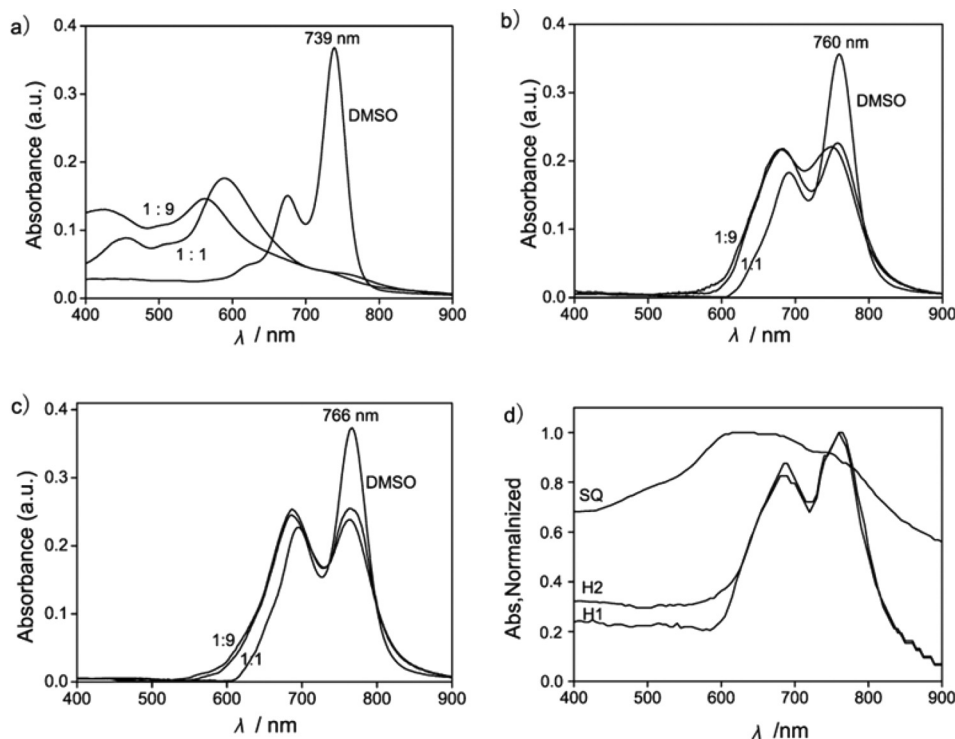 a)
739 nm
DMSO
1 : 9
1 : 1
Absorbance (a.u.)
0.4
0.3
0.2
0.1
0.0
400 500 600 700 800 900
λ / nm
b)
760 nm
DMSO
1:9
1:1
Absorbance (a.u.)
0.4
0.3
0.2
0.1
0.0
400 500 600 700 800 900
λ / nm
c)
766 nm
DMSO
1:9
1:1
Absorbance (a.u.)
0.4
0.3
0.2
0.1
0.0
400 500 600 700 800 900
λ / nm
d)
SQ
H2
H1
Abs,Normalnized
1.0
0.8
0.6
0.4
0.2
0.0
400 500 600 700 800 900
λ /nm